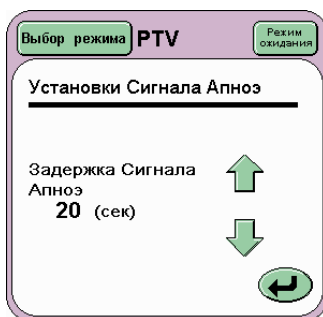 Выбор режима PTV Режим
ожидания
Установки Сигнала Апноэ
Задержка Сигнала
Апноэ
20 (сек)